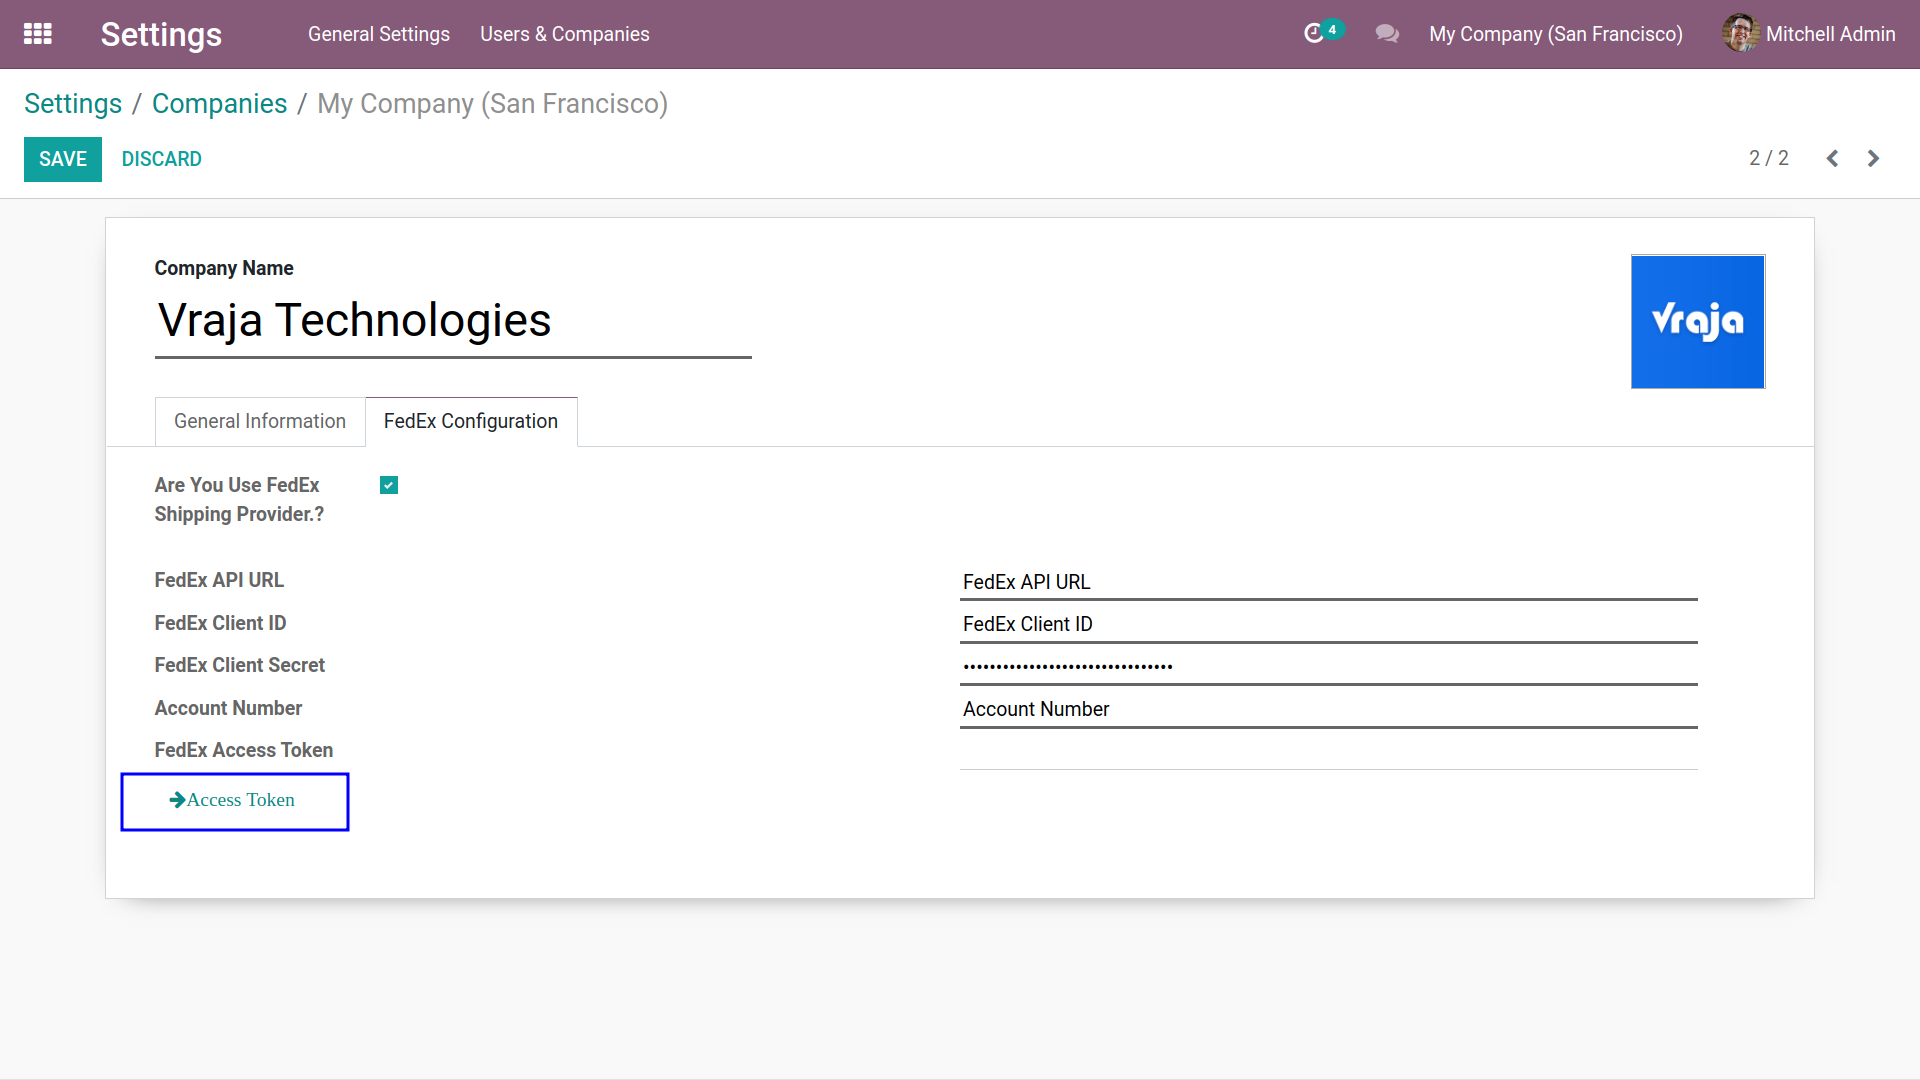 Settings General Settings Users & Companies 4 My Company (San Francisco) Mitchell Admin
Settings / Companies / My Company (San Francisco)
SAVE DISCARD 2 / 2
Company Name
Vraja Technologies
vraja
General Information FedEx Configuration
Are You Use FedEx
Shipping Provider.?
FedEx API URL FedEx API URL
FedEx Client ID FedEx Client ID
FedEx Client Secret ••••••••••••••••••••••••••••••••
Account Number Account Number
FedEx Access Token
Access Token